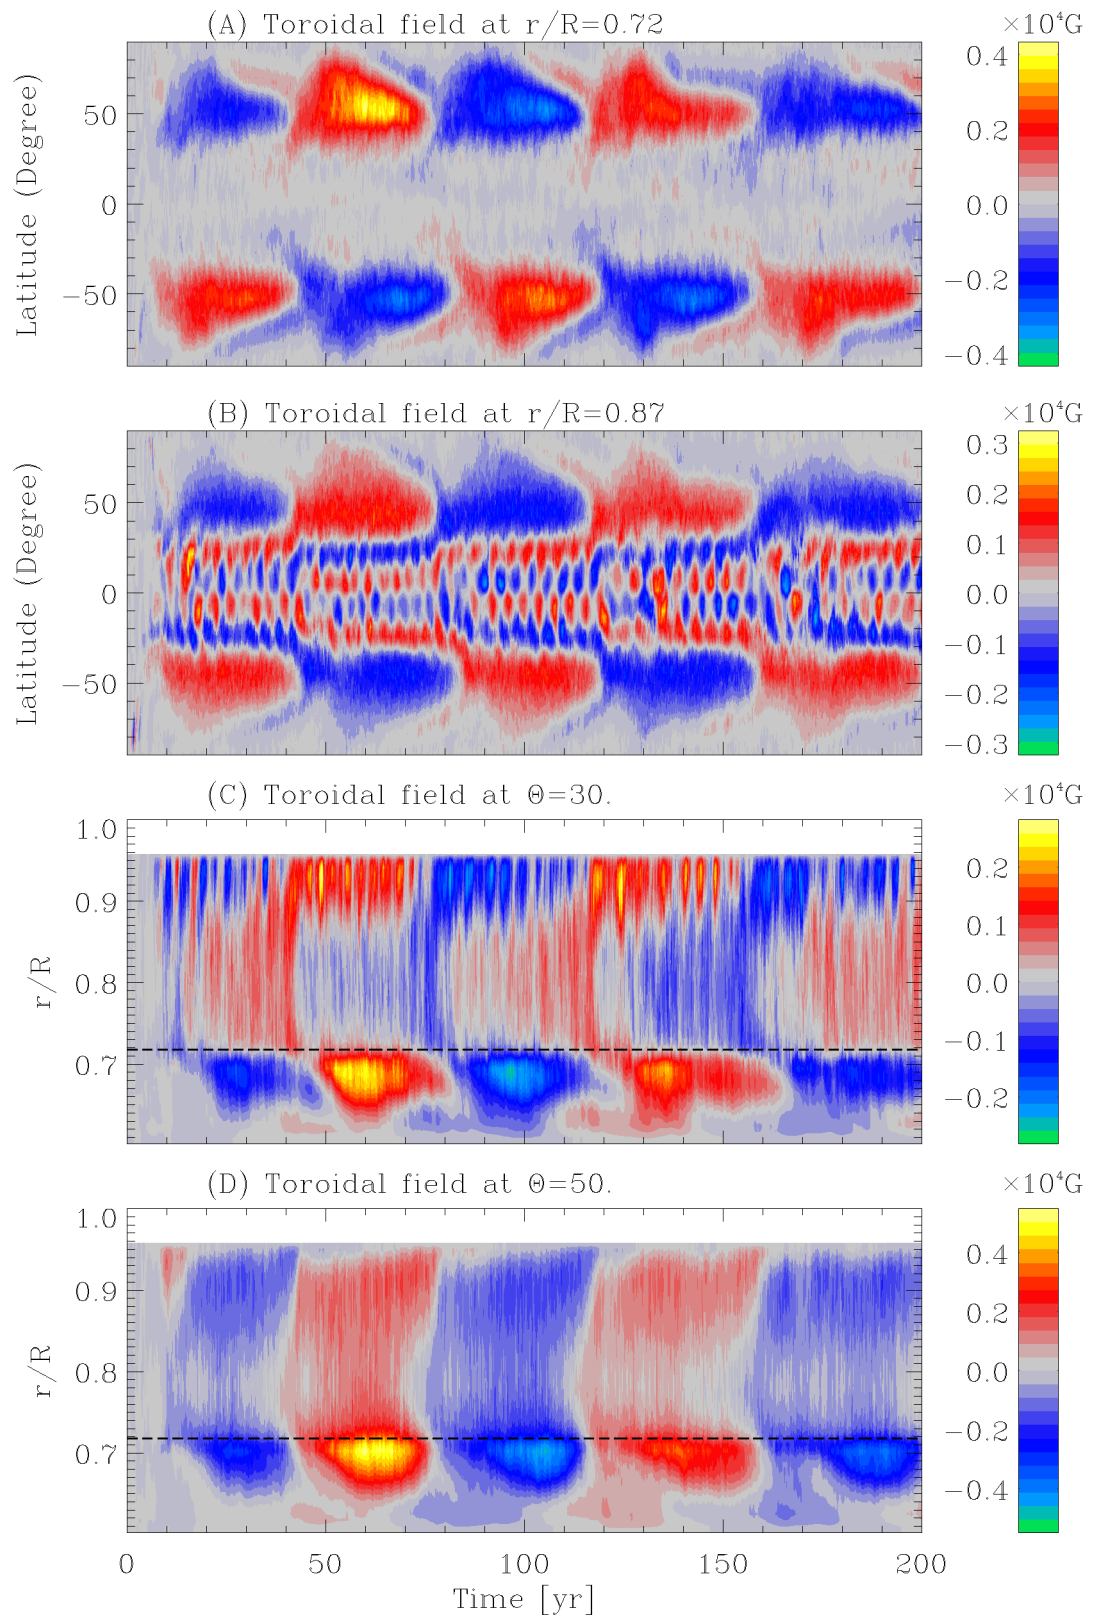 (A) Toroidal field at r/R=0.72
×10⁴G
Latitude (Degree)
50
0
−50
0.4
0.2
0.0
−0.2
−0.4
(B) Toroidal field at r/R=0.87
×10⁴G
Latitude (Degree)
50
0
−50
0.3
0.2
0.1
0.0
−0.1
−0.2
−0.3
(C) Toroidal field at Θ=30.
×10⁴G
r/R
1.0
0.9
0.8
0.7
0.2
0.1
0.0
−0.1
−0.2
(D) Toroidal field at Θ=50.
×10⁴G
r/R
1.0
0.9
0.8
0.7
0.4
0.2
0.0
−0.2
−0.4
0 50 100 150 200
Time [yr]